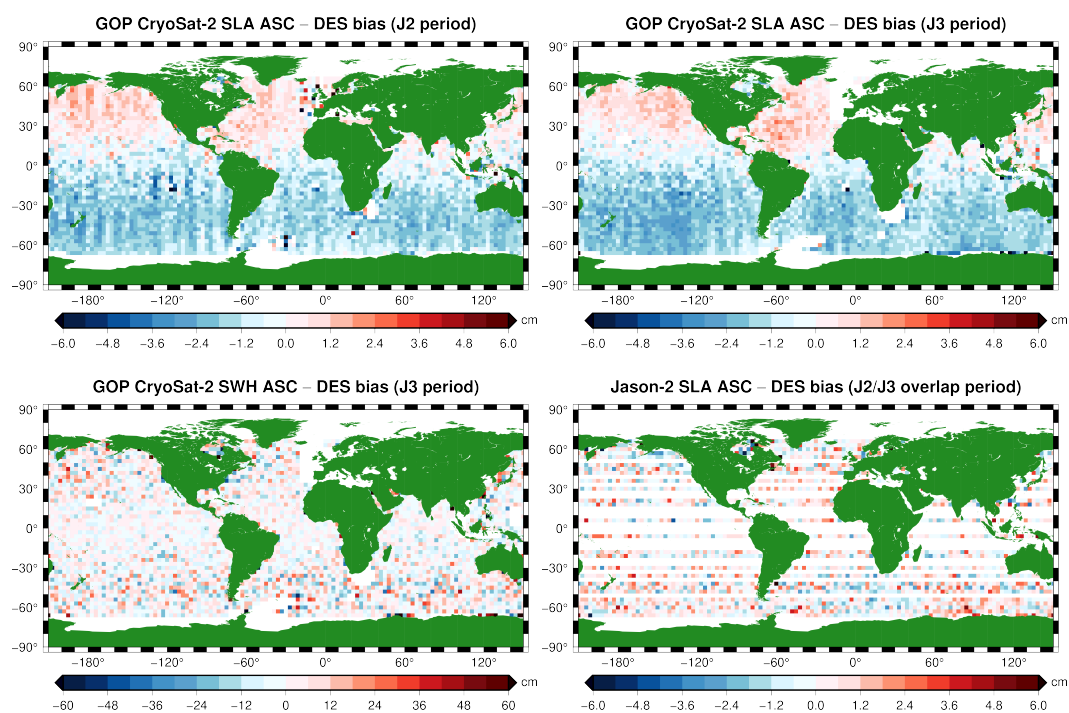 GOP CryoSat-2 SLA ASC – DES bias (J2 period)
90°
60°
30°
0°
−30°
−60°
−90°
−180° −120° −60° 0° 60° 120°
cm
-6.0 -4.8 -3.6 -2.4 -1.2 0.0 1.2 2.4 3.6 4.8 6.0
GOP CryoSat-2 SLA ASC – DES bias (J3 period)
90°
60°
30°
0°
−30°
−60°
−90°
−180° −120° −60° 0° 60° 120°
cm
-6.0 -4.8 -3.6 -2.4 -1.2 0.0 1.2 2.4 3.6 4.8 6.0
GOP CryoSat-2 SWH ASC – DES bias (J3 period)
90°
60°
30°
0°
−30°
−60°
−90°
−180° −120° −60° 0° 60° 120°
cm
-60 -48 -36 -24 -12 0 12 24 36 48 60
Jason-2 SLA ASC – DES bias (J2/J3 overlap period)
90°
60°
30°
0°
−30°
−60°
−90°
−180° −120° −60° 0° 60° 120°
cm
-6.0 -4.8 -3.6 -2.4 -1.2 0.0 1.2 2.4 3.6 4.8 6.0